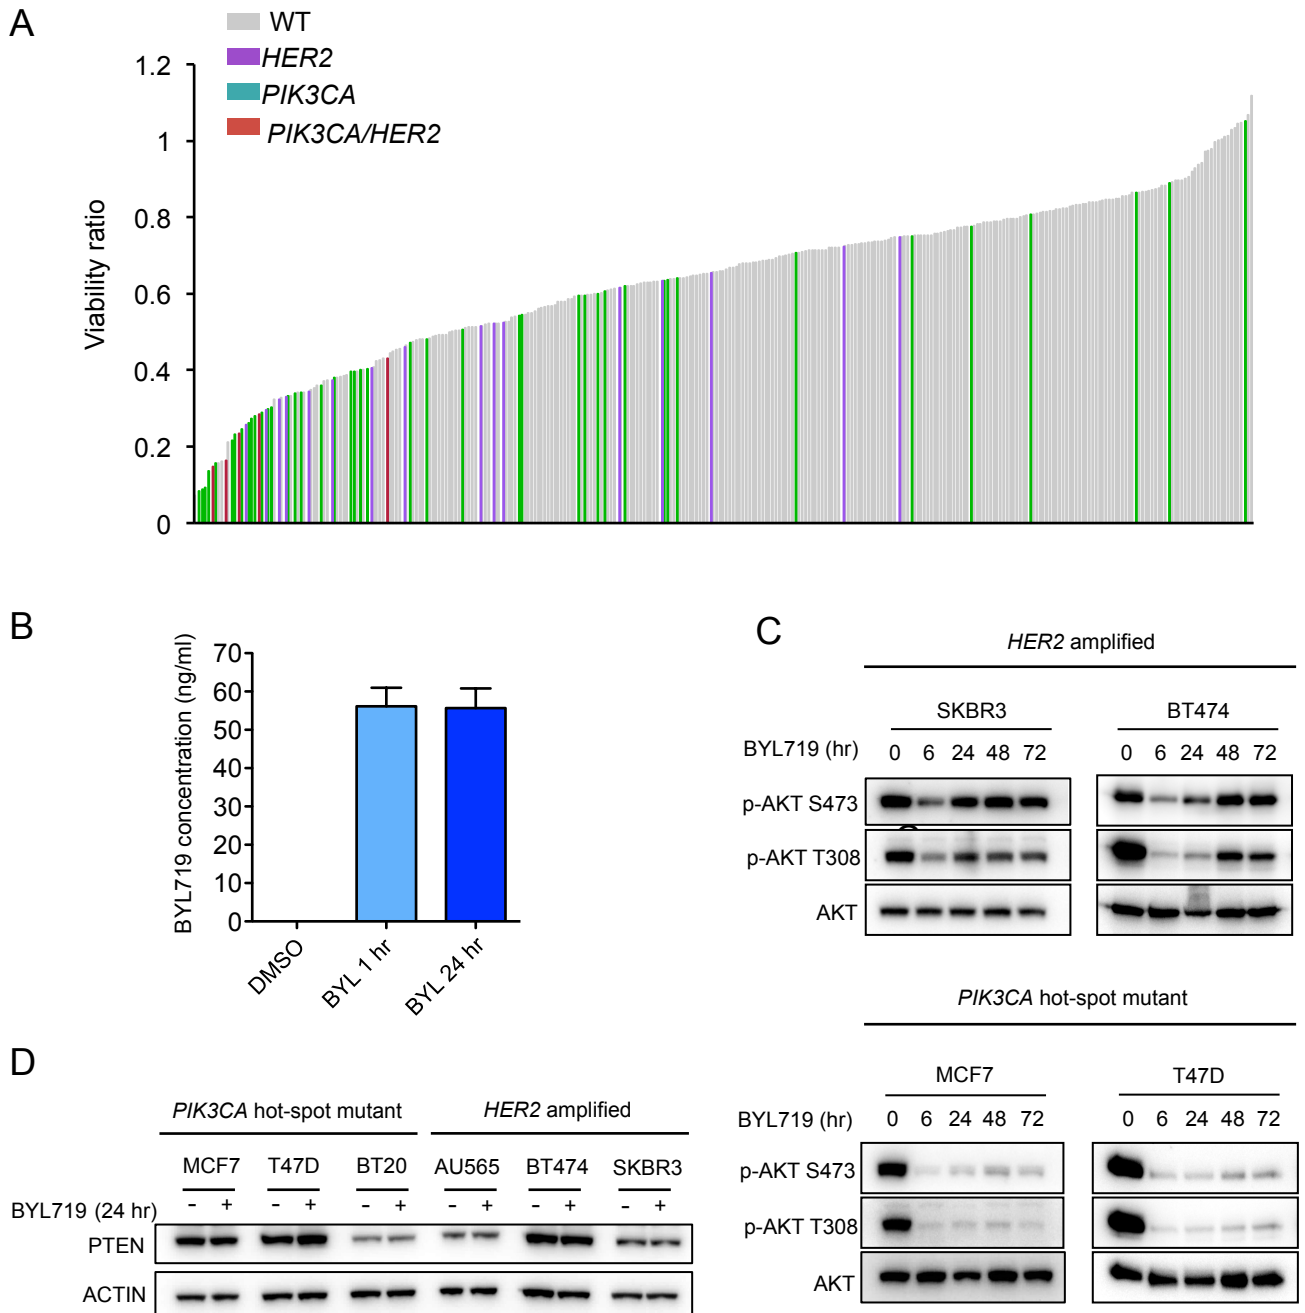 A
WT
HER2
PIK3CA
PIK3CA/HER2
Viability ratio
1.2
1
0.8
0.6
0.4
0.2
0
B
BYL719 concentration (ng/ml)
70
60
50
40
30
20
10
0
DMSO
BYL 1 hr
BYL 24 hr
C
HER2 amplified
SKBR3
BT474
BYL719 (hr) 0 6 24 48 72 0 6 24 48 72
p-AKT S473
p-AKT T308
AKT
PIK3CA hot-spot mutant
MCF7
T47D
BYL719 (hr) 0 6 24 48 72 0 6 24 48 72
p-AKT S473
p-AKT T308
AKT
D
PIK3CA hot-spot mutant
HER2 amplified
MCF7 T47D BT20 AU565 BT474 SKBR3
BYL719 (24 hr) - + - + - + - + - + - +
PTEN
ACTIN